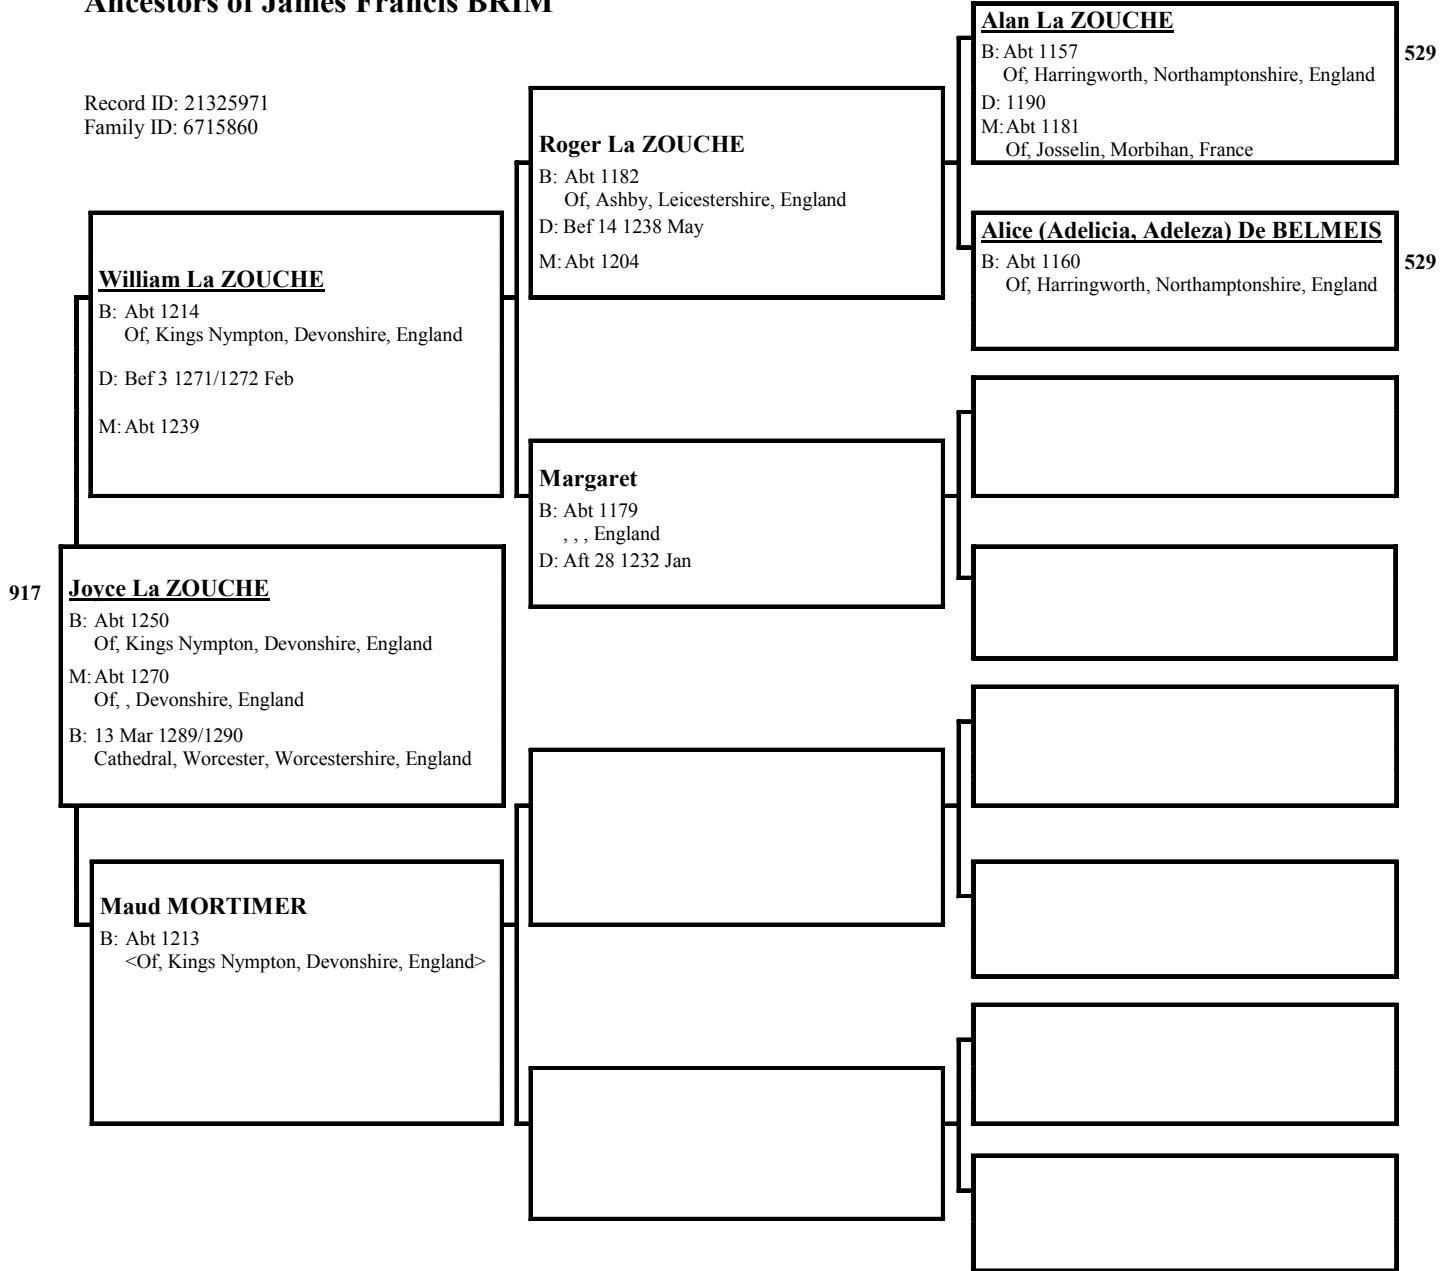 Ancestors of James Francis BRIM
Record ID: 21325971
Family ID: 6715860
917
Joyce La ZOUCHE
B: Abt 1250
Of, Kings Nympton, Devonshire, England
M: Abt 1270
Of, , Devonshire, England
B: 13 Mar 1289/1290
Cathedral, Worcester, Worcestershire, England
William La ZOUCHE
B: Abt 1214
Of, Kings Nympton, Devonshire, England
D: Bef 3 1271/1272 Feb
M: Abt 1239
Maud MORTIMER
B: Abt 1213
<Of, Kings Nympton, Devonshire, England>
Roger La ZOUCHE
B: Abt 1182
Of, Ashby, Leicestershire, England
D: Bef 14 1238 May
M: Abt 1204
Margaret
B: Abt 1179
, , , England
D: Aft 28 1232 Jan
Alan La ZOUCHE
B: Abt 1157
Of, Harringworth, Northamptonshire, England
D: 1190
M: Abt 1181
Of, Josselin, Morbihan, France
529
Alice (Adelicia, Adeleza) De BELMEIS
B: Abt 1160
Of, Harringworth, Northamptonshire, England
529